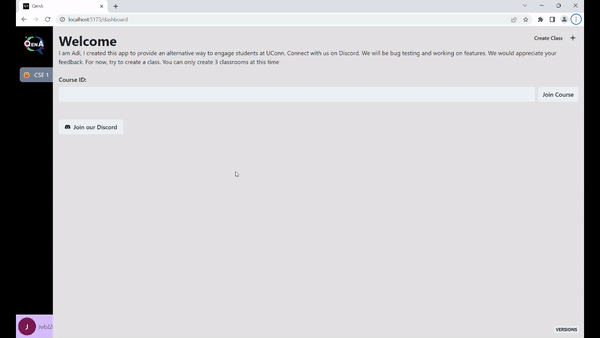 QenA
localhost:5173/dashboard
QenA
CSE 1
Welcome
Create Class +
I am Adi, I created this app to provide an alternative way to engage students at UConn. Connect with us on Discord. We will be bug testing and working on features. We would appreciate your
feedback. For now, try to create a class. You can only create 3 classrooms at this time
Course ID:
Join Course
Join our Discord
J
VERSIONS